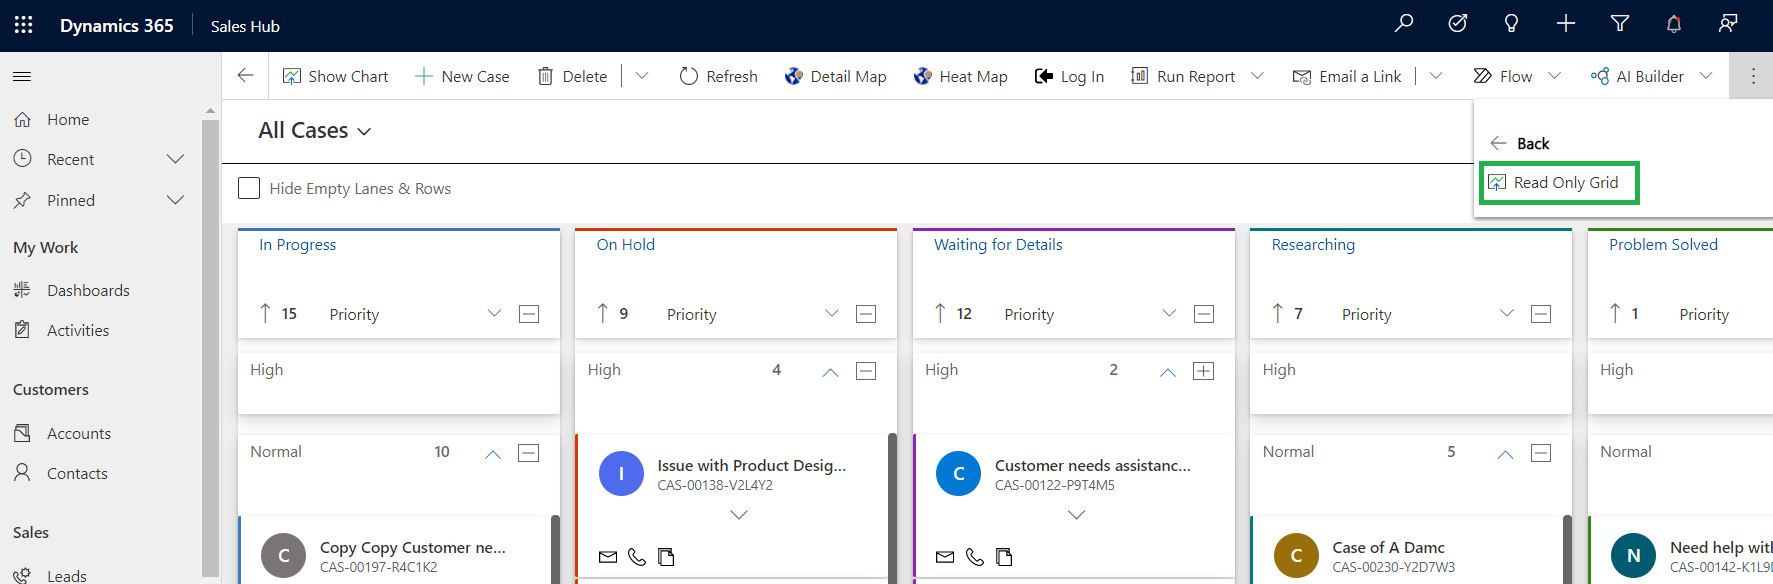 Dynamics 365 Sales Hub
Show Chart New Case Delete Refresh Detail Map Heat Map Log In Run Report Email a Link Flow AI Builder
Home
Recent
Pinned
My Work
Dashboards
Activities
Customers
Accounts
Contacts
Sales
Leads
All Cases
Back
Read Only Grid
Hide Empty Lanes & Rows
In Progress
15 Priority
High
Normal 10
C Copy Copy Customer ne...
CAS-00197-R4C1K2
On Hold
9 Priority
High 4
I Issue with Product Desig...
CAS-00138-V2L4Y2
Waiting for Details
12 Priority
High 2
C Customer needs assistanc...
CAS-00122-P9T4M5
Researching
7 Priority
High
Normal 5
C Case of A Damc
CAS-00230-Y2D7W3
Problem Solved
1 Priority
High
Normal
N Need help with
CAS-00142-K1L9